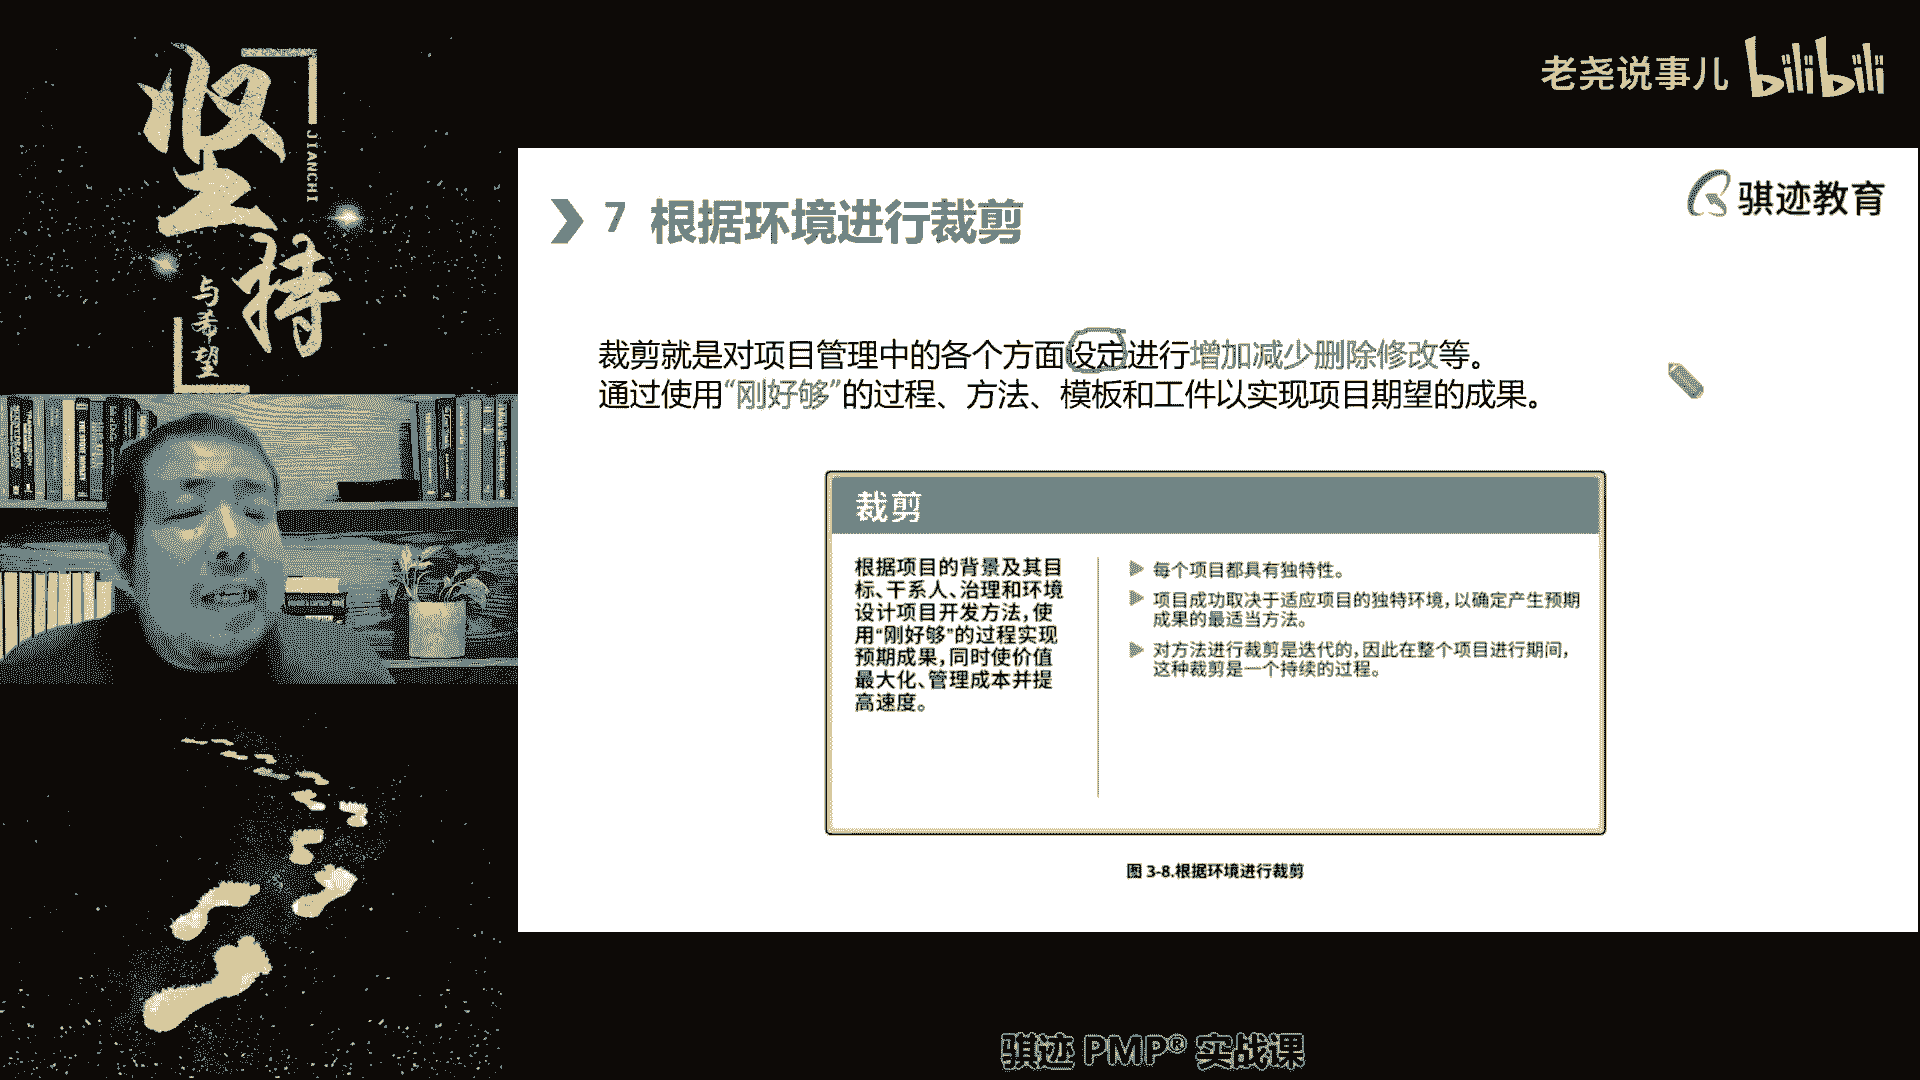 坚持
JIANCHI
与希望
老尧说事儿 bilibili
骐迹教育
7 根据环境进行裁剪
裁剪就是对项目管理中的各个方面设定进行增加减少删除修改等。
通过使用“刚好够”的过程、方法、模板和工件以实现项目期望的成果。
裁剪
根据项目的背景及其目
标、干系人、治理和环境
设计项目开发方法，使
用“刚好够”的过程实现
预期成果，同时使价值
最大化、管理成本并提
高速度。
每个项目都具有独特性。
项目成功取决于适应项目的独特环境，以确定产生预期
成果的最适当方法。
对方法进行裁剪是迭代的，因此在整个项目进行期间，
这种裁剪是一个持续的过程。
图 3-8.根据环境进行裁剪
骐迹 PMP® 实战课